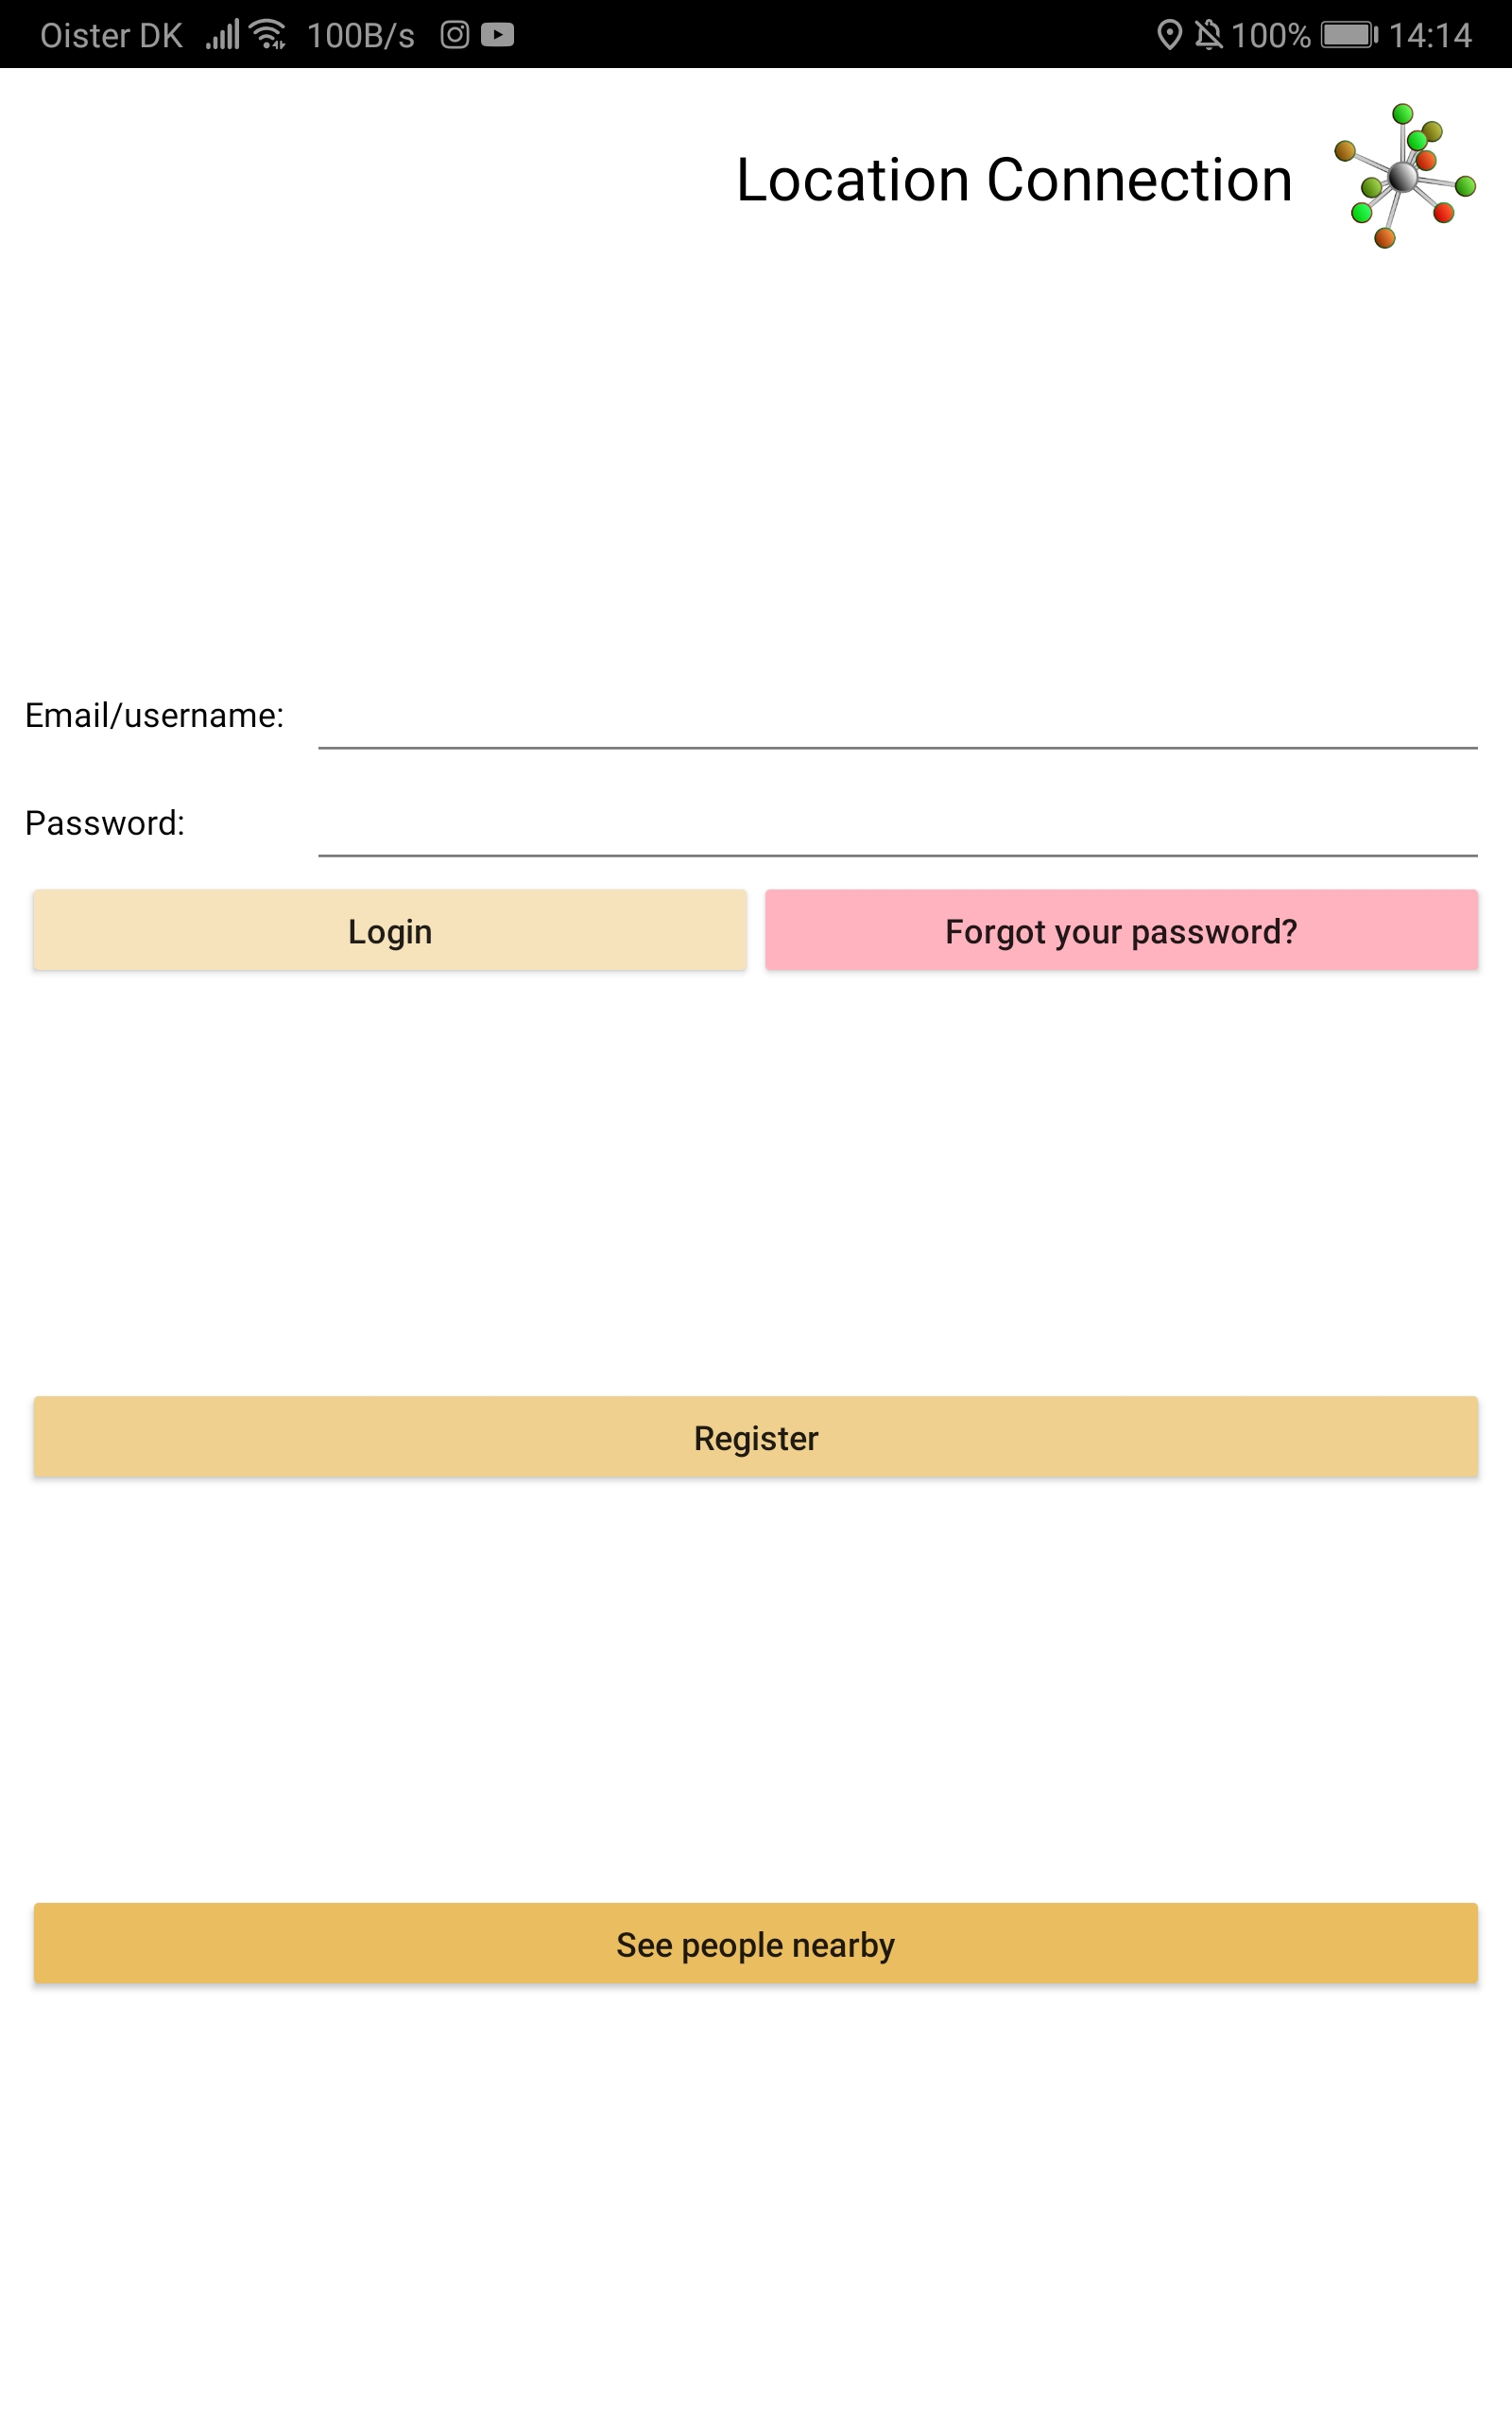 Oister DK 100B/s 100% 14:14
Location Connection
Email/username:
Password:
Login
Forgot your password?
Register
See people nearby